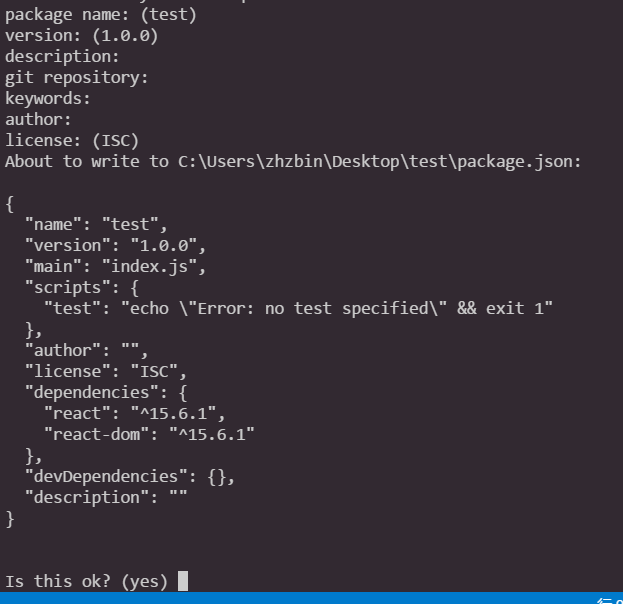 package name: (test)
version: (1.0.0)
description:
git repository:
keywords:
author:
license: (ISC)
About to write to C:\Users\zhzbin\Desktop\test\package.json:

{
  "name": "test",
  "version": "1.0.0",
  "main": "index.js",
  "scripts": {
    "test": "echo \"Error: no test specified\" && exit 1"
  },
  "author": "",
  "license": "ISC",
  "dependencies": {
    "react": "^15.6.1",
    "react-dom": "^15.6.1"
  },
  "devDependencies": {},
  "description": ""
}

Is this ok? (yes)